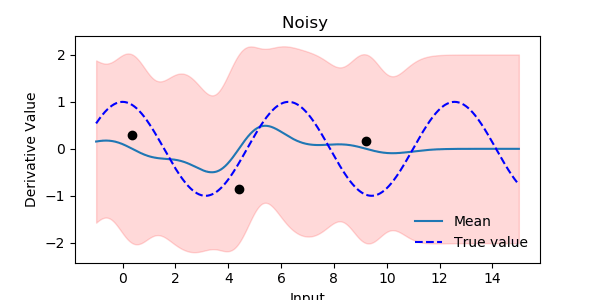 Noisy
Derivative Value
2
1
0
−1
−2
0 2 4 6 8 10 12 14
Input
Mean
True value